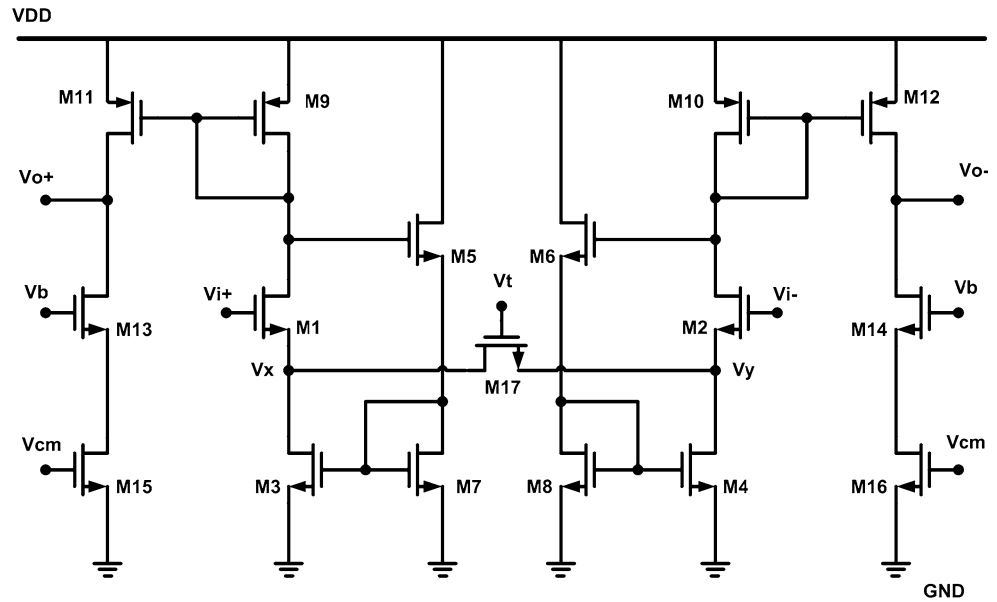 VDD
M11 M9 M10 M12
Vo+ Vo-
M5 M6
Vt
Vb Vi+ Vi- Vb
M13 M1 M2 M14
Vx Vy
M17
Vcm Vcm
M15 M3 M7 M8 M4 M16
GND